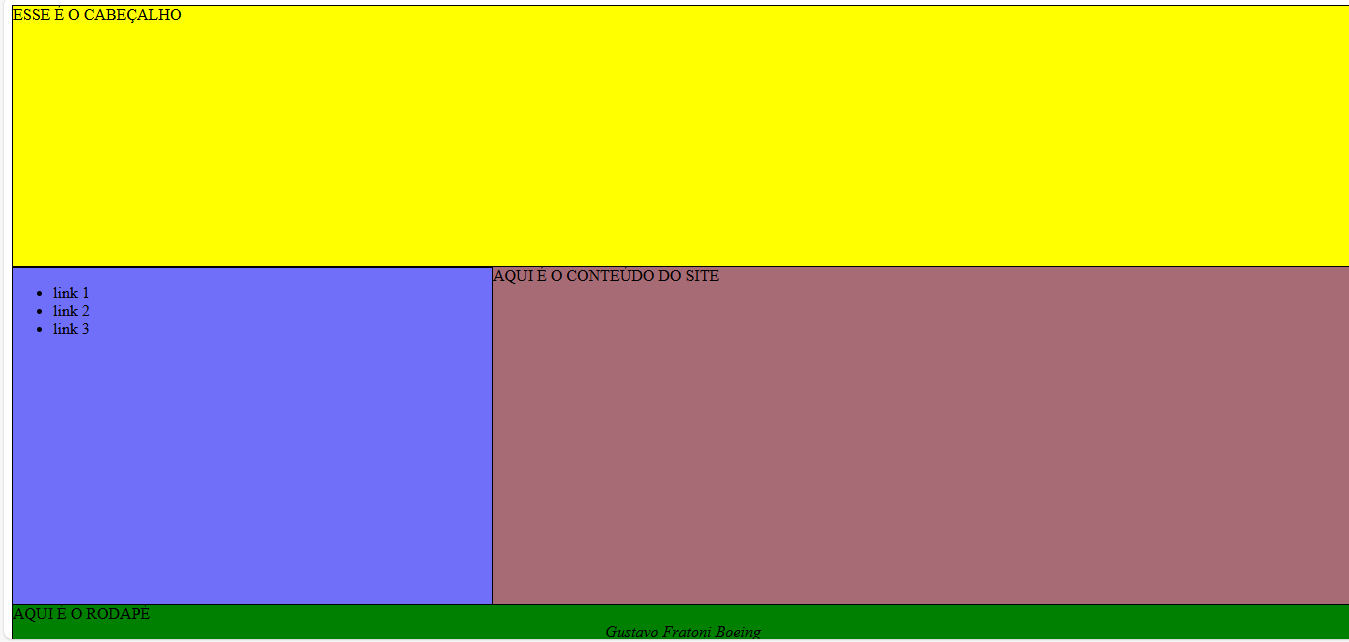 ESSE É O CABEÇALHO
link 1
link 2
link 3
AQUI É O CONTEÚDO DO SITE
AQUI É O RODAPÉ
Gustavo Fratoni Boeing